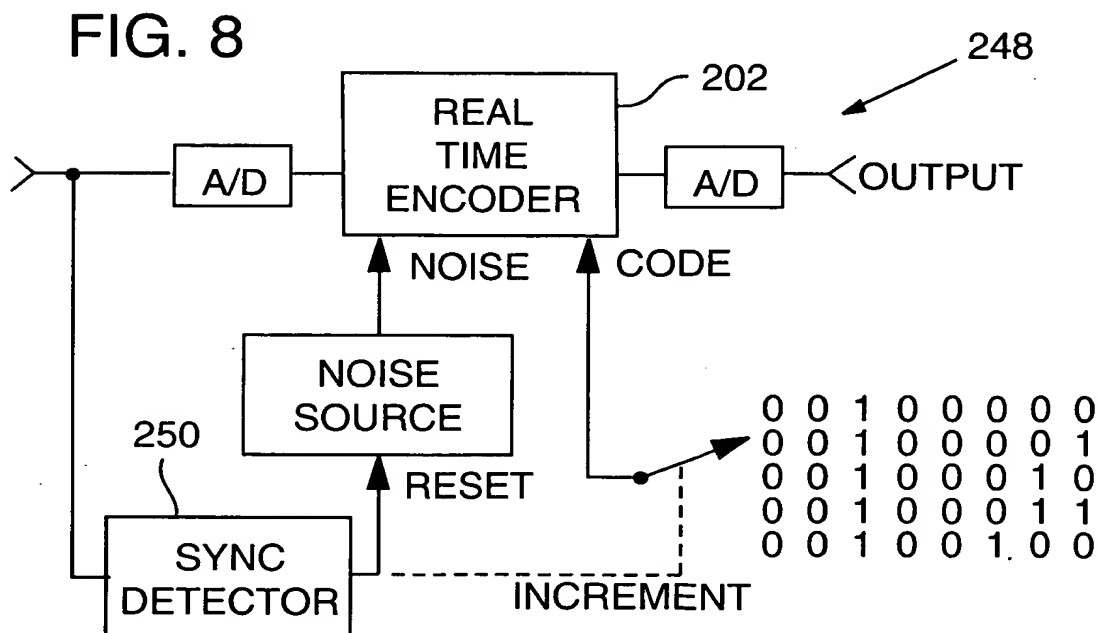 FIG. 8
248
202
REAL
TIME
ENCODER
A/D
A/D
OUTPUT
NOISE
CODE
NOISE
SOURCE
250
RESET
SYNC
DETECTOR
INCREMENT
0 0 1 0 0 0 0 0
0 0 1 0 0 0 0 1
0 0 1 0 0 0 1 0
0 0 1 0 0 0 1 1
0 0 1 0 0 1 0 0